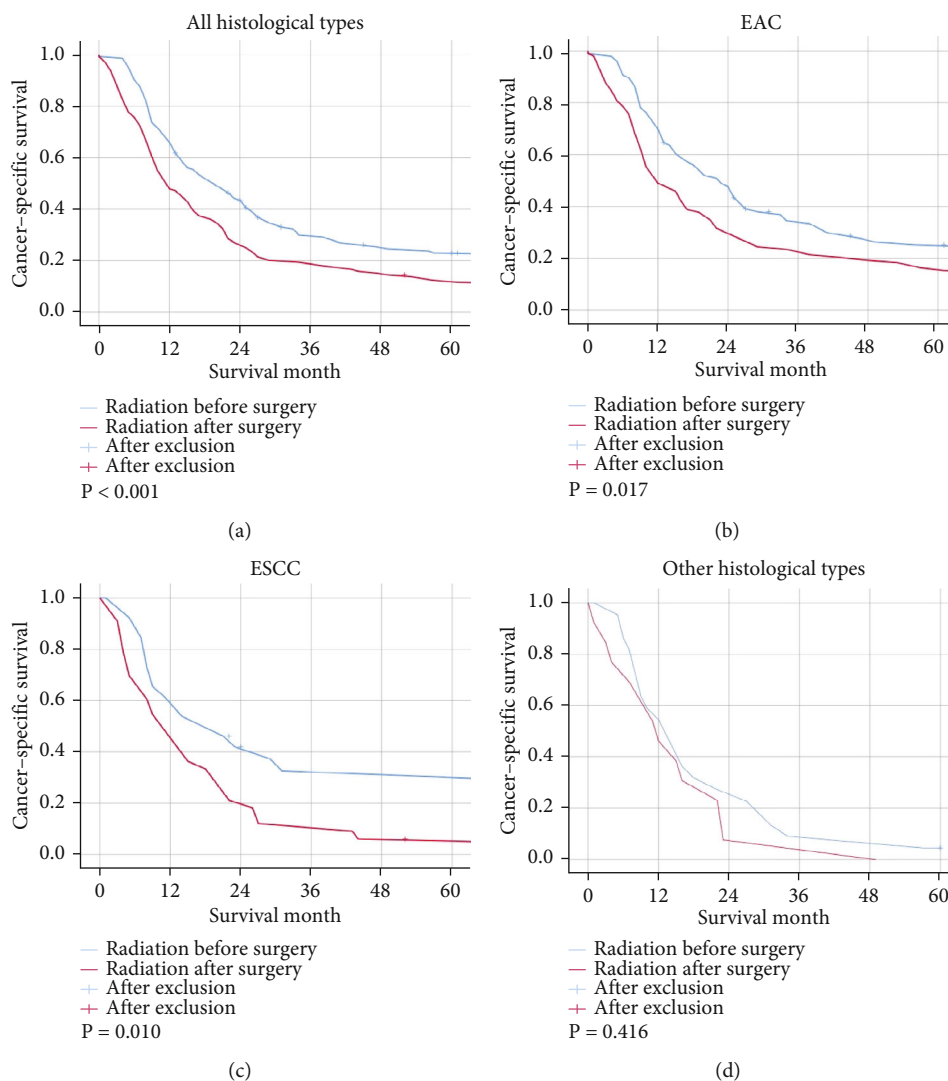 All histological types
1.0
0.8
0.6
0.4
0.2
0.0
Cancer–specific survival
0 12 24 36 48 60
Survival month
Radiation before surgery
Radiation after surgery
After exclusion
After exclusion
P < 0.001
(a)
EAC
1.0
0.8
0.6
0.4
0.2
0.0
Cancer–specific survival
0 12 24 36 48 60
Survival month
Radiation before surgery
Radiation after surgery
After exclusion
After exclusion
P = 0.017
(b)
ESCC
1.0
0.8
0.6
0.4
0.2
0.0
Cancer–specific survival
0 12 24 36 48 60
Survival month
Radiation before surgery
Radiation after surgery
After exclusion
After exclusion
P = 0.010
(c)
Other histological types
1.0
0.8
0.6
0.4
0.2
0.0
Cancer–specific survival
0 12 24 36 48 60
Survival month
Radiation before surgery
Radiation after surgery
After exclusion
After exclusion
P = 0.416
(d)